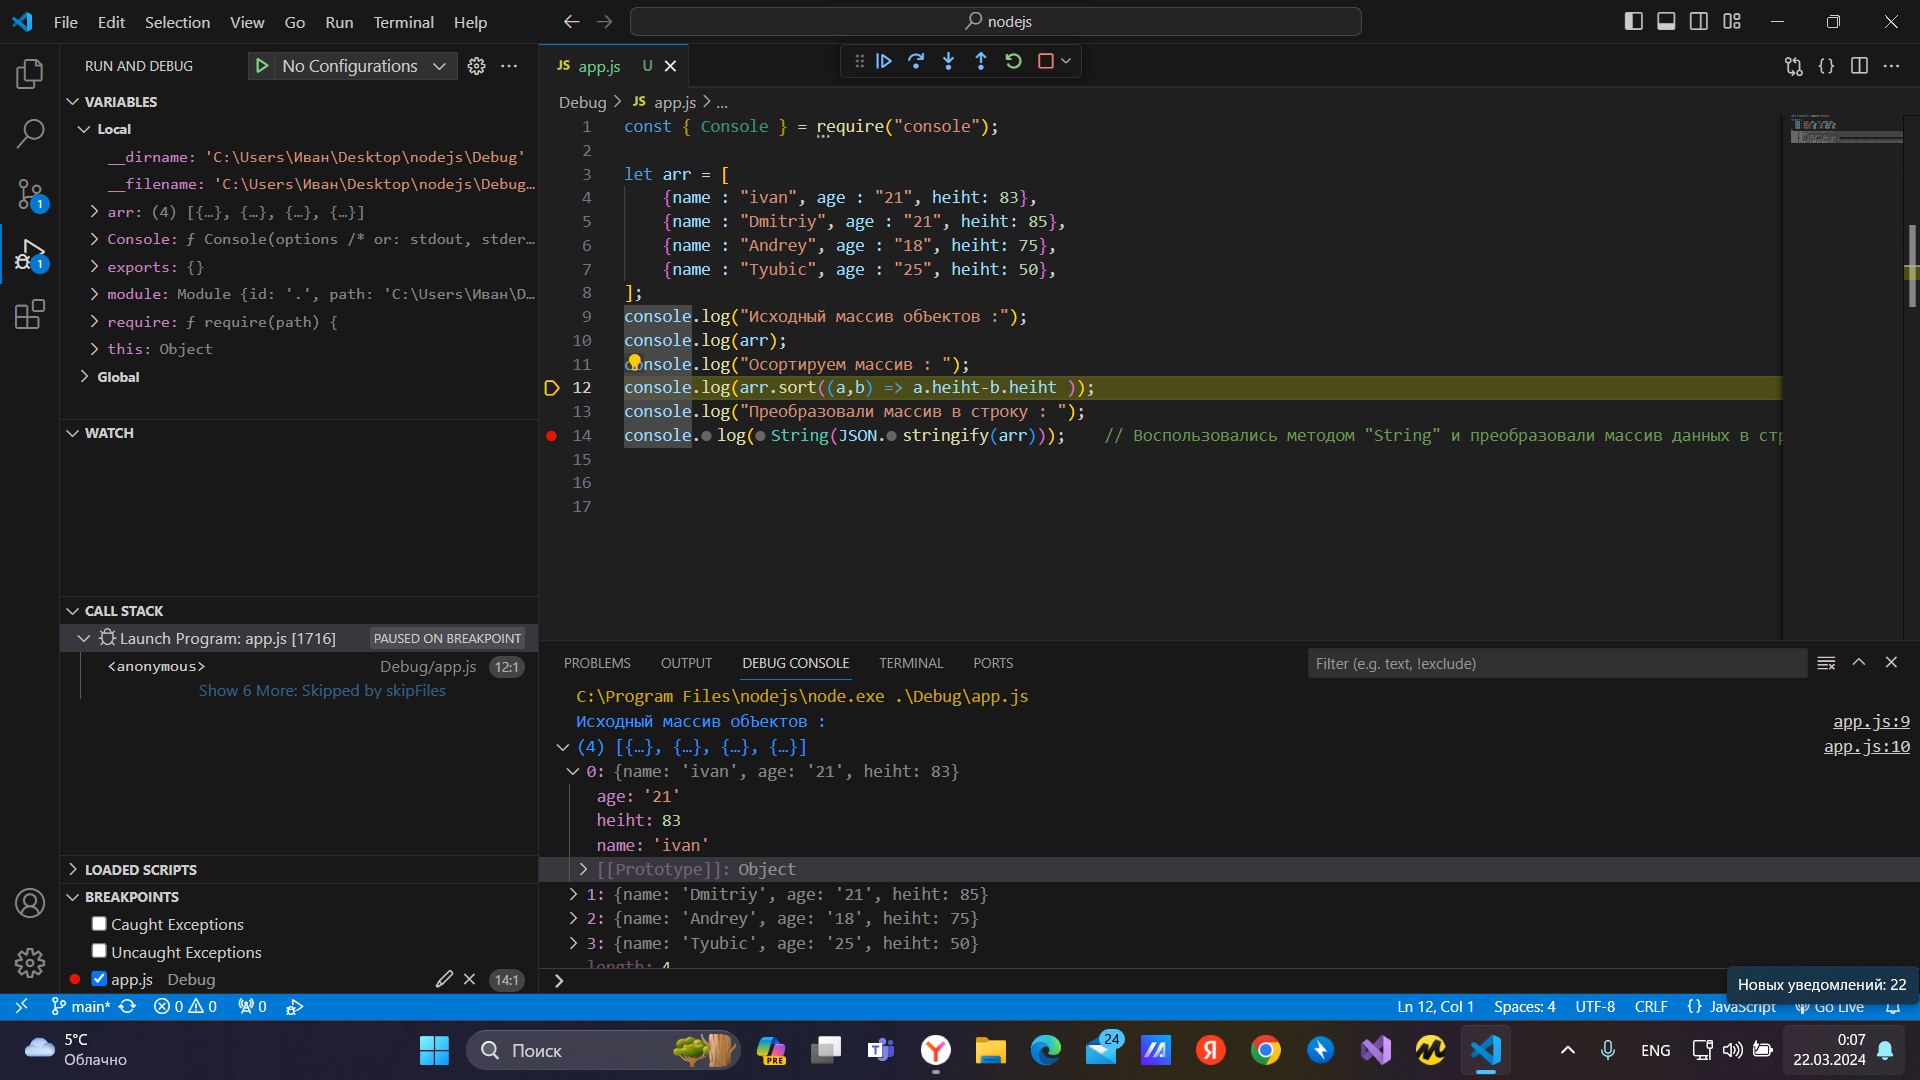 File Edit Selection View Go Run Terminal Help
nodejs
RUN AND DEBUG
No Configurations
VARIABLES
Local
__dirname: 'C:\Users\Иван\Desktop\nodejs\Debug'
__filename: 'C:\Users\Иван\Desktop\nodejs\Debug…
arr: (4) [{…}, {…}, {…}, {…}]
Console: ƒ Console(options /* or: stdout, stder…
exports: {}
module: Module {id: '.', path: 'C:\Users\Иван\D…
require: ƒ require(path) {
this: Object
Global
WATCH
CALL STACK
Launch Program: app.js [1716] PAUSED ON BREAKPOINT
<anonymous> Debug/app.js 12:1
Show 6 More: Skipped by skipFiles
LOADED SCRIPTS
BREAKPOINTS
Caught Exceptions
Uncaught Exceptions
app.js Debug 14:1
1
1
JS app.js U
Debug > JS app.js > ...
1 const { Console } = require("console");
2
3 let arr = [
4 {name : "ivan", age : "21", heiht: 83},
5 {name : "Dmitriy", age : "21", heiht: 85},
6 {name : "Andrey", age : "18", heiht: 75},
7 {name : "Tyubic", age : "25", heiht: 50},
8 ];
9 console.log("Исходный массив объектов :");
10 console.log(arr);
11 console.log("Осортируем массив : ");
12 console.log(arr.sort((a,b) => a.heiht-b.heiht ));
13 console.log("Преобразовали массив в строку : ");
14 console.log(String(JSON.stringify(arr))); // Воспользовались методом "String" и преобразовали массив данных в стр
15
16
17
PROBLEMS OUTPUT DEBUG CONSOLE TERMINAL PORTS
Filter (e.g. text, !exclude)
C:\Program Files\nodejs\node.exe .\Debug\app.js
Исходный массив объектов : app.js:9
(4) [{…}, {…}, {…}, {…}] app.js:10
0: {name: 'ivan', age: '21', heiht: 83}
age: '21'
heiht: 83
name: 'ivan'
[[Prototype]]: Object
1: {name: 'Dmitriy', age: '21', heiht: 85}
2: {name: 'Andrey', age: '18', heiht: 75}
3: {name: 'Tyubic', age: '25', heiht: 50}
length: 4
Новых уведомлений: 22
main* 0 0 0
Ln 12, Col 1 Spaces: 4 UTF-8 CRLF {} JavaScript Go Live
5°C
Облачно
Поиск
PRE
24
ENG
0:07
22.03.2024